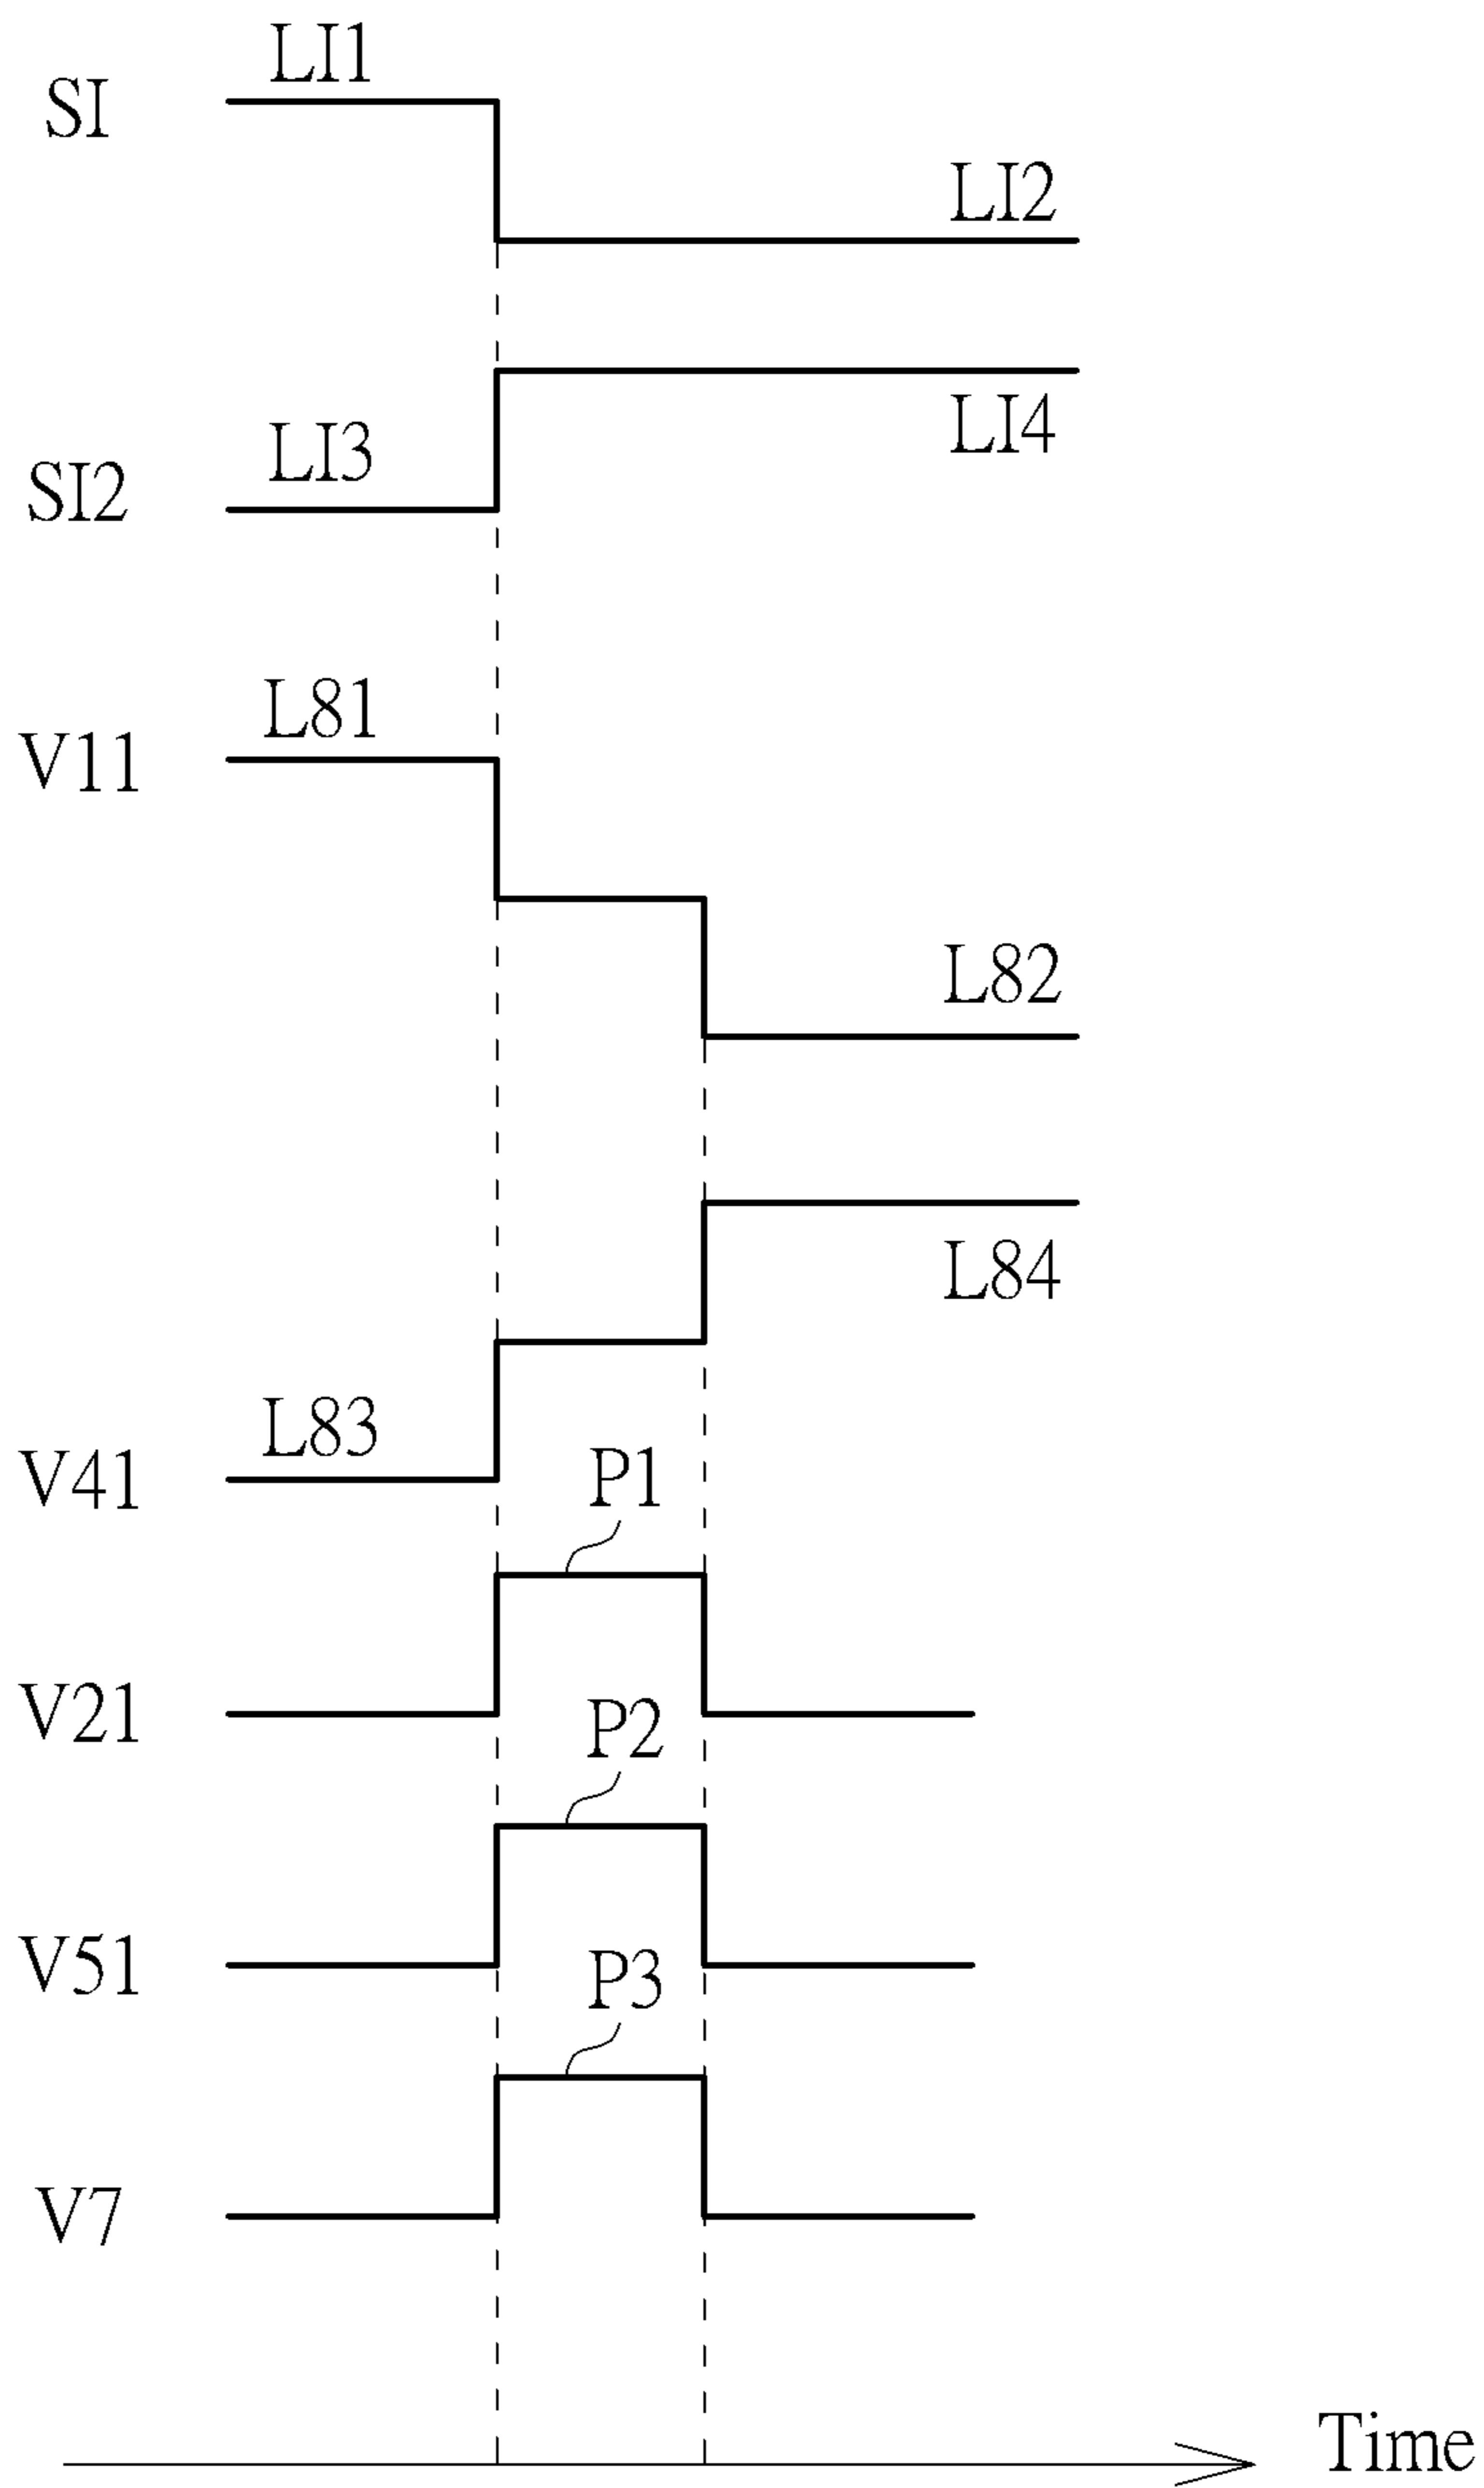 LI1
SI
LI2
LI4
LI3
SI2
L81
V11
L82
L84
L83
V41
P1
V21
P2
V51
P3
V7
Time